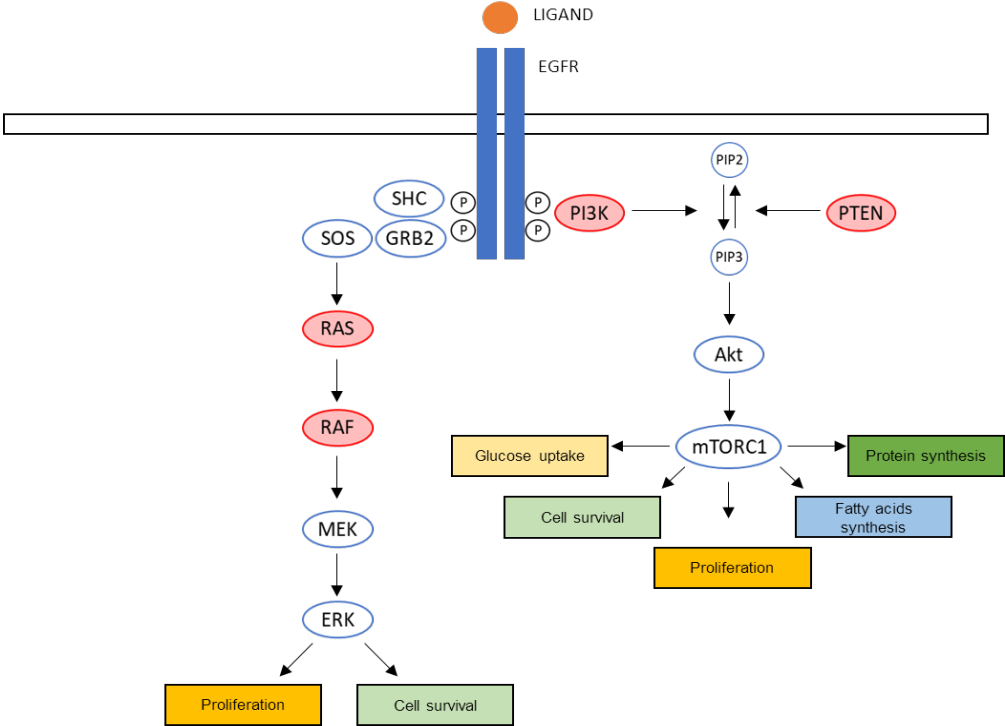 LIGAND
EGFR
PIP2
SHC
P
P
PI3K
PTEN
SOS
GRB2
P
P
PIP3
RAS
Akt
RAF
Glucose uptake
mTORC1
Protein synthesis
Cell survival
Fatty acids
synthesis
MEK
Proliferation
ERK
Proliferation
Cell survival